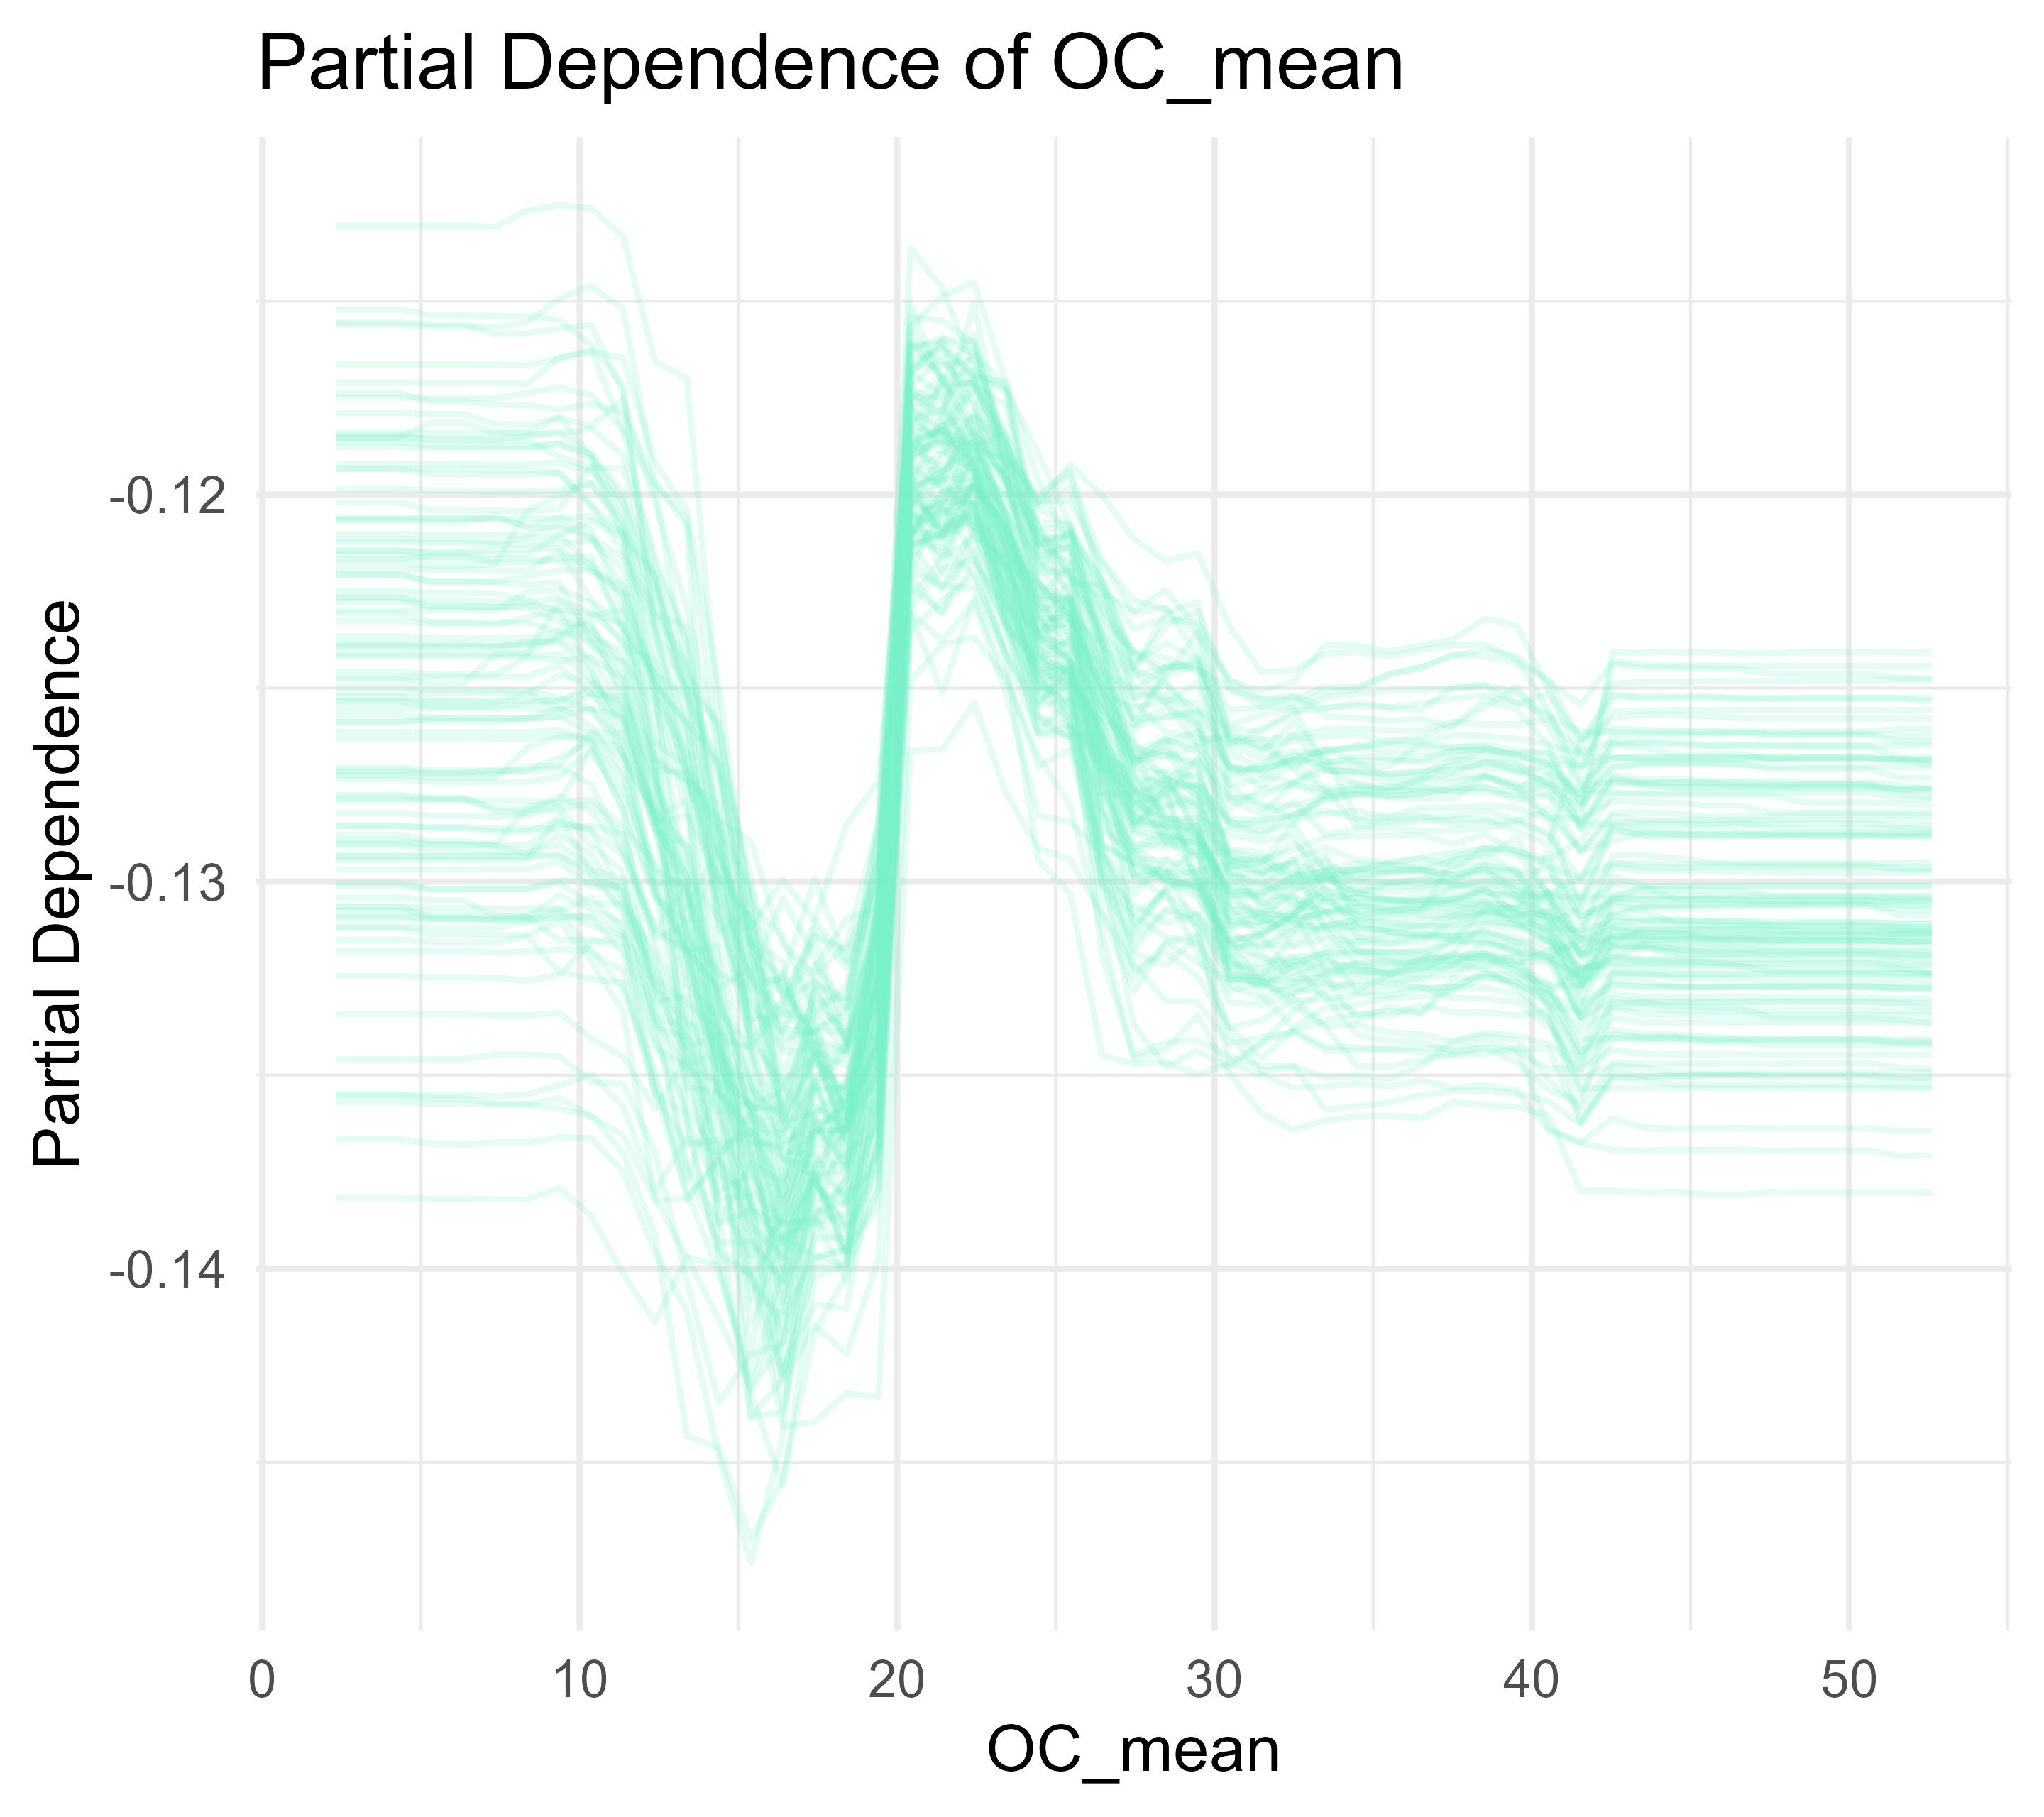 Partial Dependence of OC_mean
Partial Dependence
-0.12
-0.13
-0.14
0 10 20 30 40 50
OC_mean